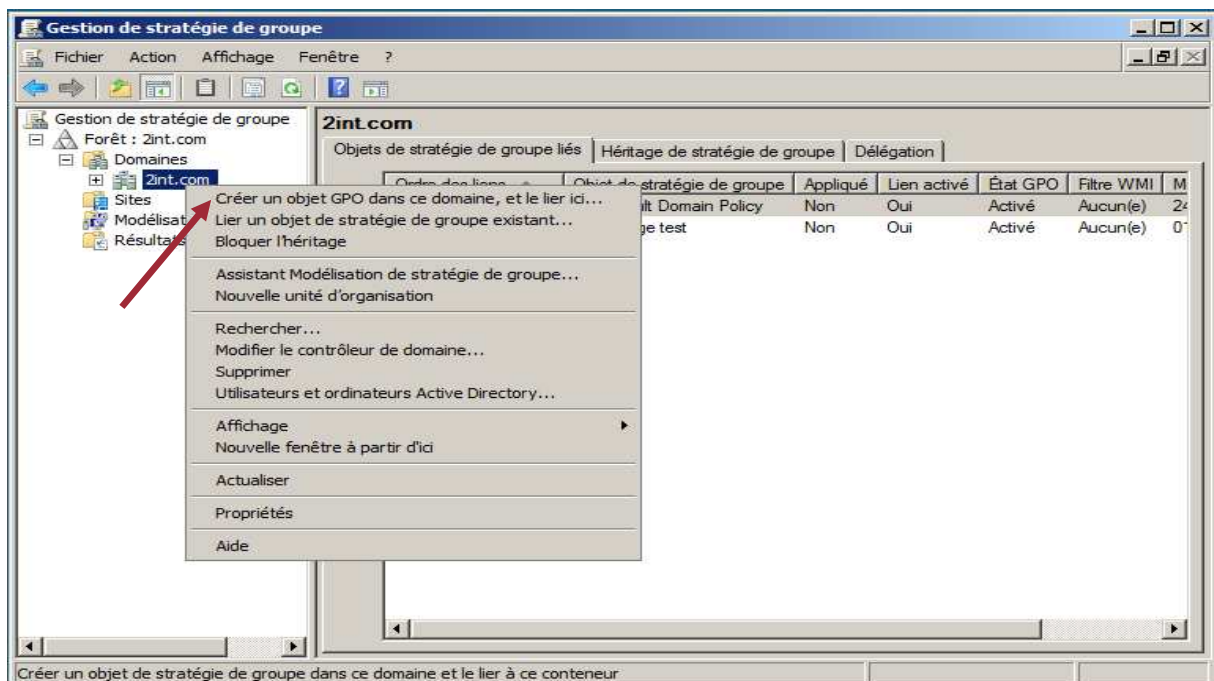 Gestion de stratégie de groupe
Fichier Action Affichage Fenêtre ?
Gestion de stratégie de groupe
Forêt : 2int.com
Domaines
2int.com
Sites
Modélisat
Résultats
2int.com
Objets de stratégie de groupe liés Héritage de stratégie de groupe Délégation
Ordre des liens Objet de stratégie de groupe Appliqué Lien activé État GPO Filtre WMI M
ult Domain Policy Non Oui Activé Aucun(e) 24
ge test Non Oui Activé Aucun(e) 01
Créer un objet GPO dans ce domaine, et le lier ici...
Lier un objet de stratégie de groupe existant...
Bloquer l'héritage
Assistant Modélisation de stratégie de groupe...
Nouvelle unité d'organisation
Rechercher...
Modifier le contrôleur de domaine...
Supprimer
Utilisateurs et ordinateurs Active Directory...
Affichage
Nouvelle fenêtre à partir d'ici
Actualiser
Propriétés
Aide
Créer un objet de stratégie de groupe dans ce domaine et le lier à ce conteneur